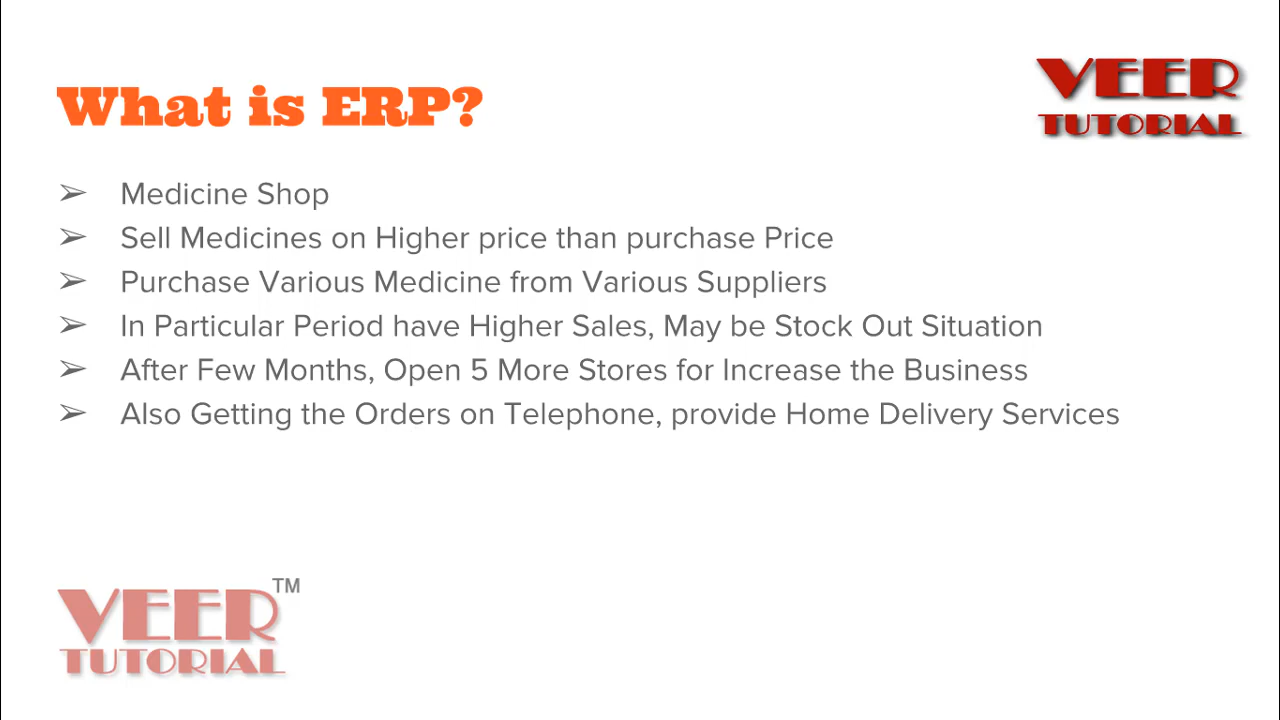 What is ERP?
VEER
TUTORIAL
➢ Medicine Shop
➢ Sell Medicines on Higher price than purchase Price
➢ Purchase Various Medicine from Various Suppliers
➢ In Particular Period have Higher Sales, May be Stock Out Situation
➢ After Few Months, Open 5 More Stores for Increase the Business
➢ Also Getting the Orders on Telephone, provide Home Delivery Services
VEER TM
TUTORIAL